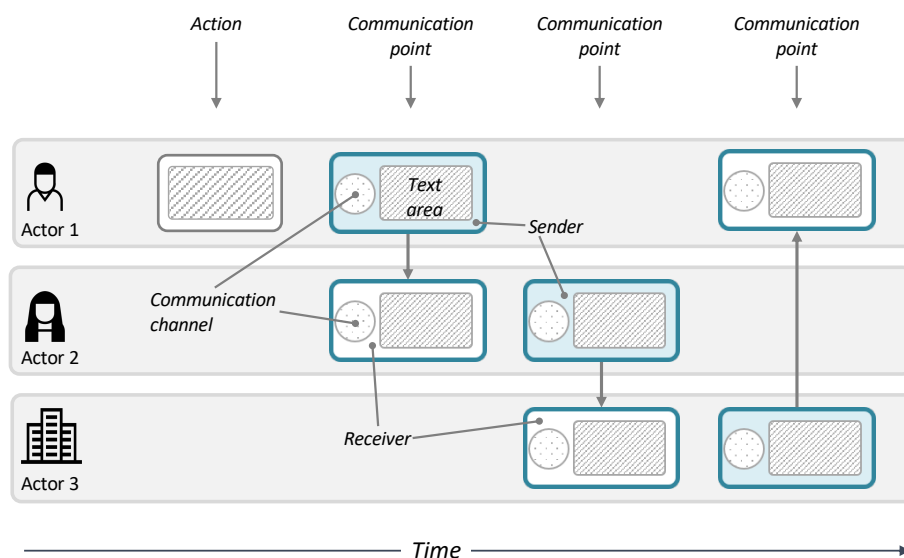 Action
Communication
point
Communication
point
Communication
point
Actor 1
Text
area
Sender
Communication
channel
Actor 2
Receiver
Actor 3
Time